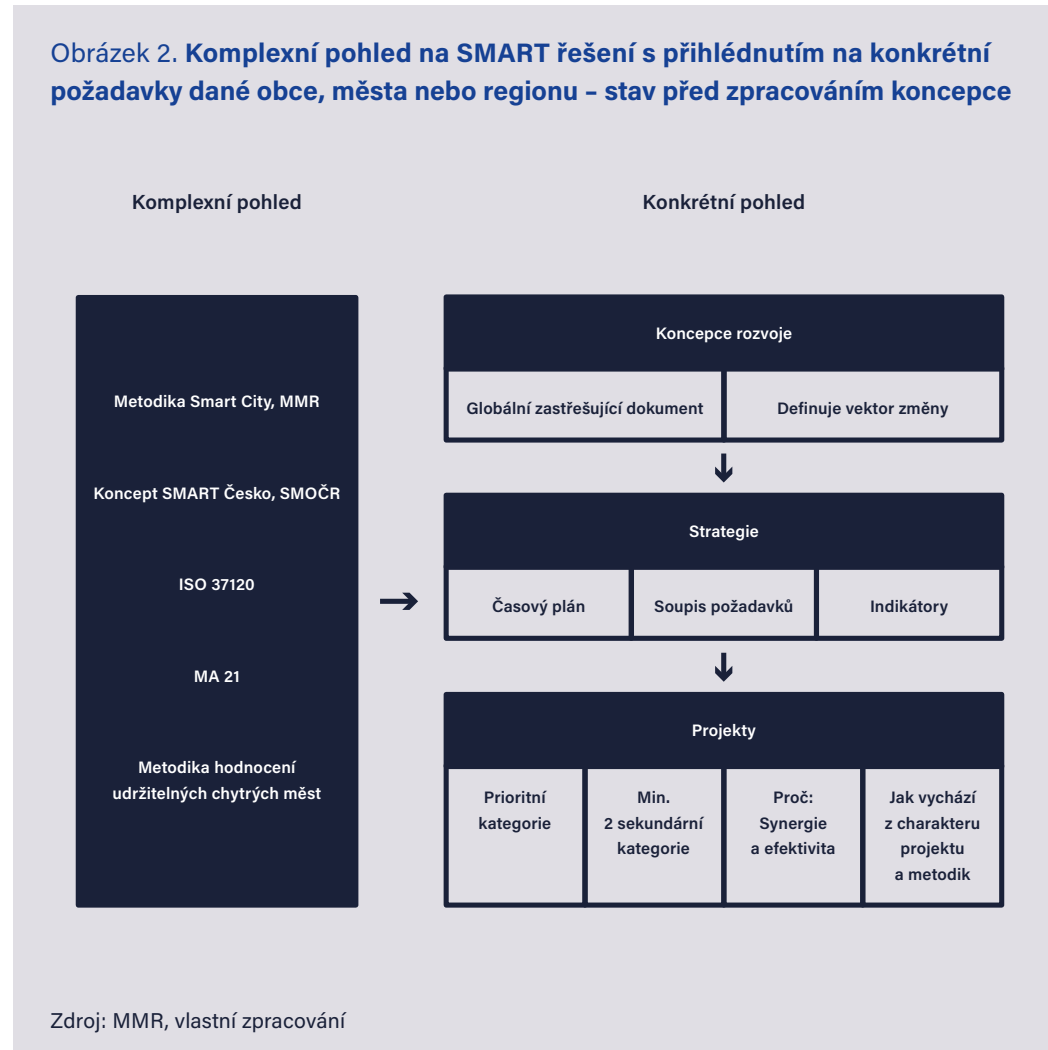 Obrázek 2. Komplexní pohled na SMART řešení s přihlédnutím na konkrétní
požadavky dané obce, města nebo regionu – stav před zpracováním koncepce
Komplexní pohled
Konkrétní pohled
Metodika Smart City, MMR
Koncept SMART Česko, SMOČR
ISO 37120
MA 21
Metodika hodnocení
udržitelných chytrých měst
Koncepce rozvoje
Globální zastřešující dokument
Definuje vektor změny
Strategie
Časový plán
Soupis požadavků
Indikátory
Projekty
Prioritní
kategorie
Min.
2 sekundární
kategorie
Proč:
Synergie
a efektivita
Jak vychází
z charakteru
projektu
a metodik
Zdroj: MMR, vlastní zpracování